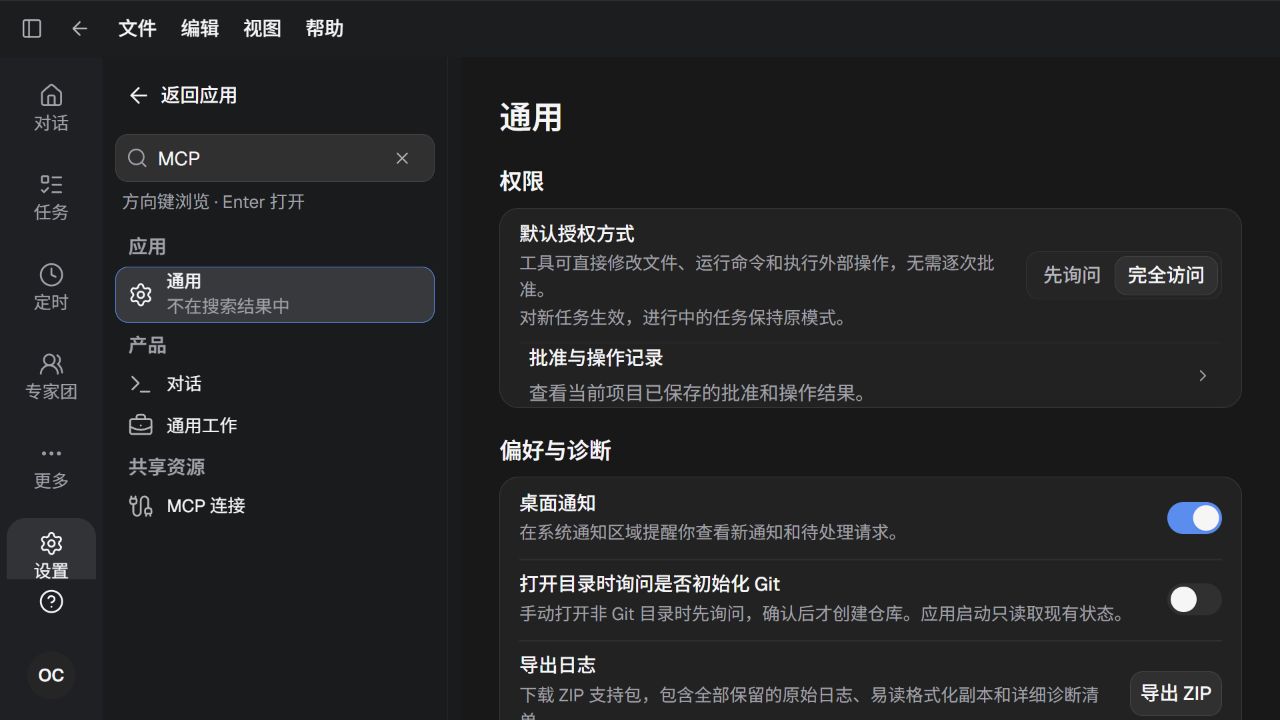 文件 编辑 视图 帮助
对话
任务
定时
专家团
更多
设置
OC
返回应用
MCP
方向键浏览 · Enter 打开
应用
通用
不在搜索结果中
产品
对话
通用工作
共享资源
MCP 连接
通用
权限
默认授权方式
工具可直接修改文件、运行命令和执行外部操作，无需逐次批
准。
对新任务生效，进行中的任务保持原模式。
先询问 完全访问
批准与操作记录
查看当前项目已保存的批准和操作结果。
偏好与诊断
桌面通知
在系统通知区域提醒你查看新通知和待处理请求。
打开目录时询问是否初始化 Git
手动打开非 Git 目录时先询问，确认后才创建仓库。应用启动只读取现有状态。
导出日志
下载 ZIP 支持包，包含全部保留的原始日志、易读格式化副本和详细诊断清
单。
导出 ZIP